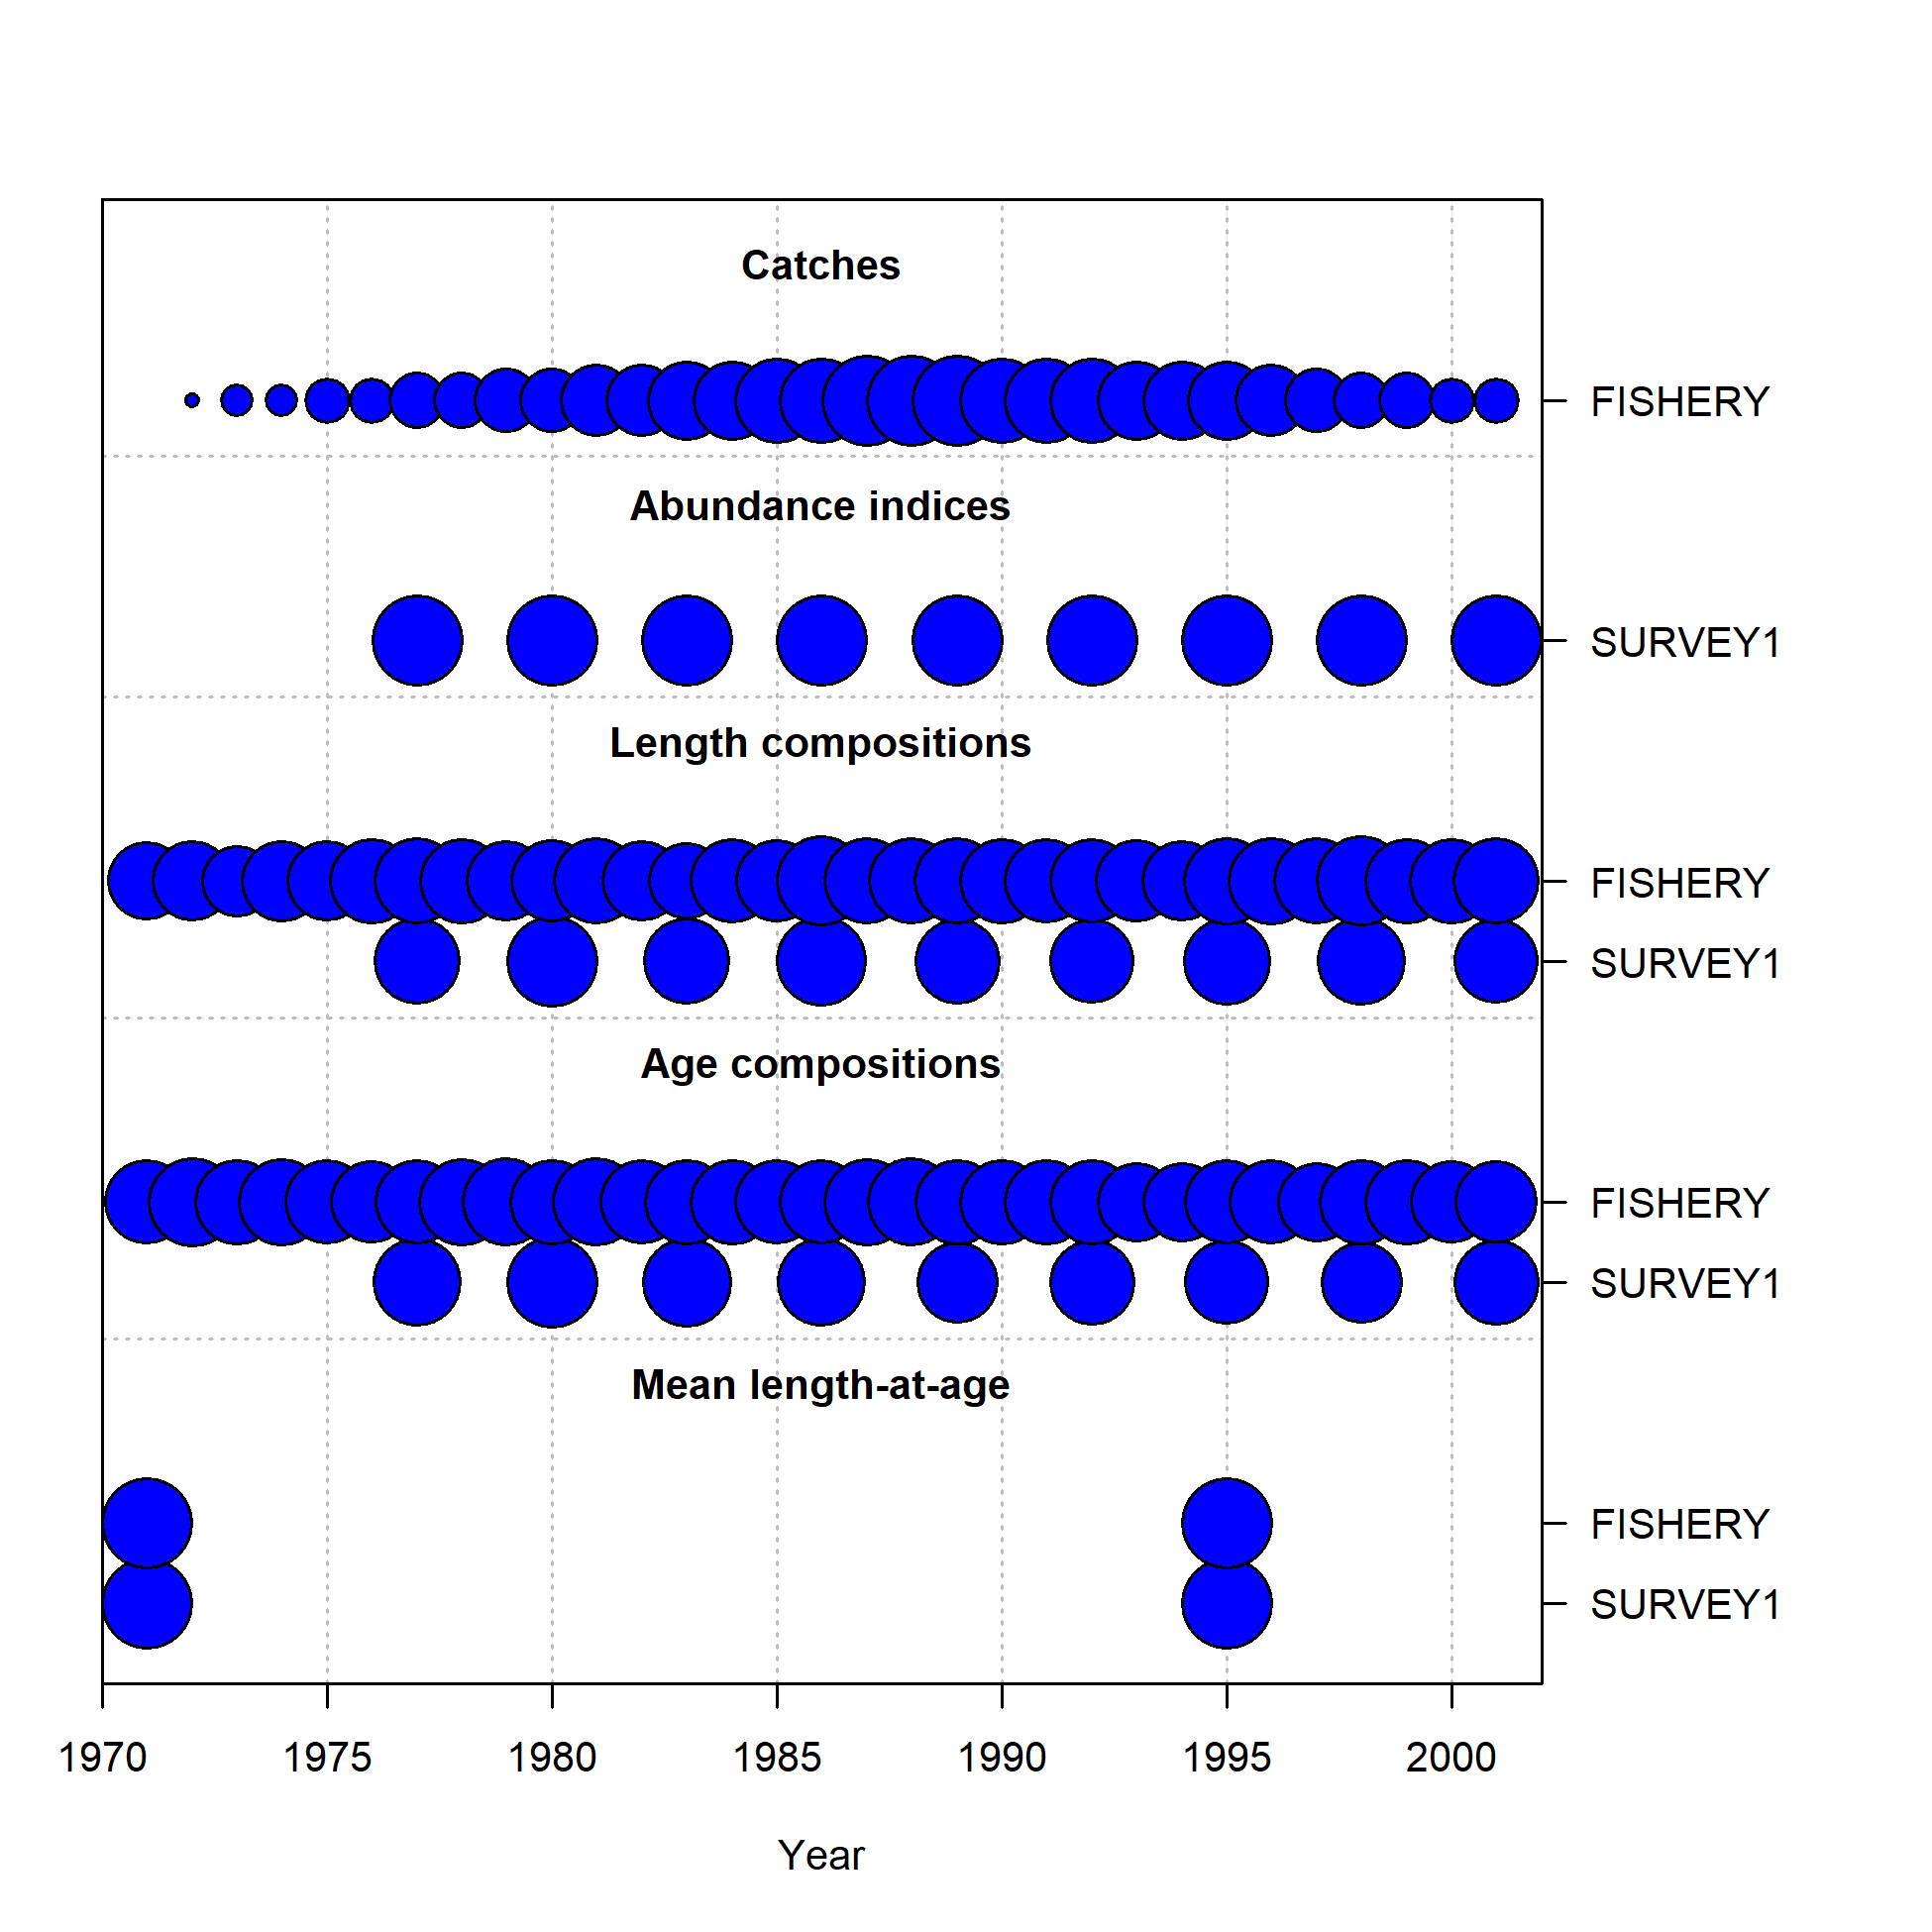 Catches
FISHERY
Abundance indices
SURVEY1
Length compositions
FISHERY
SURVEY1
Age compositions
FISHERY
SURVEY1
Mean length-at-age
FISHERY
SURVEY1
1970 1975 1980 1985 1990 1995 2000
Year